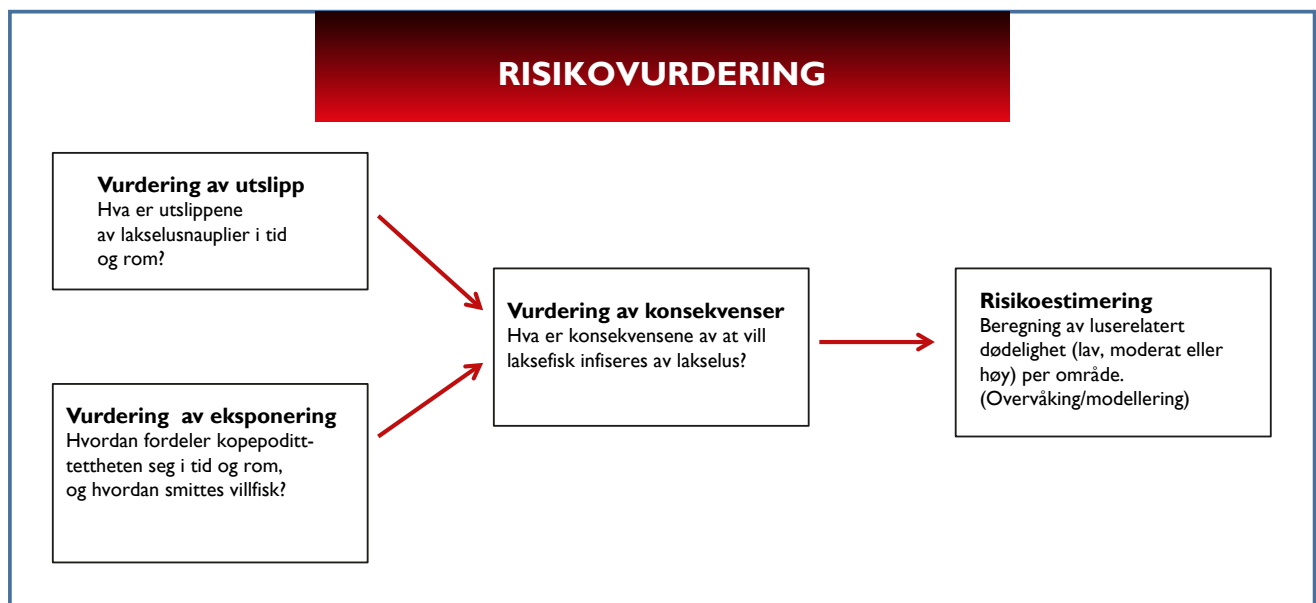 RISIKOVURDERING
Vurdering av utslipp
Hva er utslippene
av lakselusnauplier i tid
og rom?
Vurdering av eksponering
Hvordan fordeler kopepoditt-
tettheten seg i tid og rom,
og hvordan smittes villfisk?
Vurdering av konsekvenser
Hva er konsekvensene av at vill
laksefisk infiseres av lakselus?
Risikoestimering
Beregning av luserelatert
dødelighet (lav, moderat eller
høy) per område.
(Overvåking/modellering)